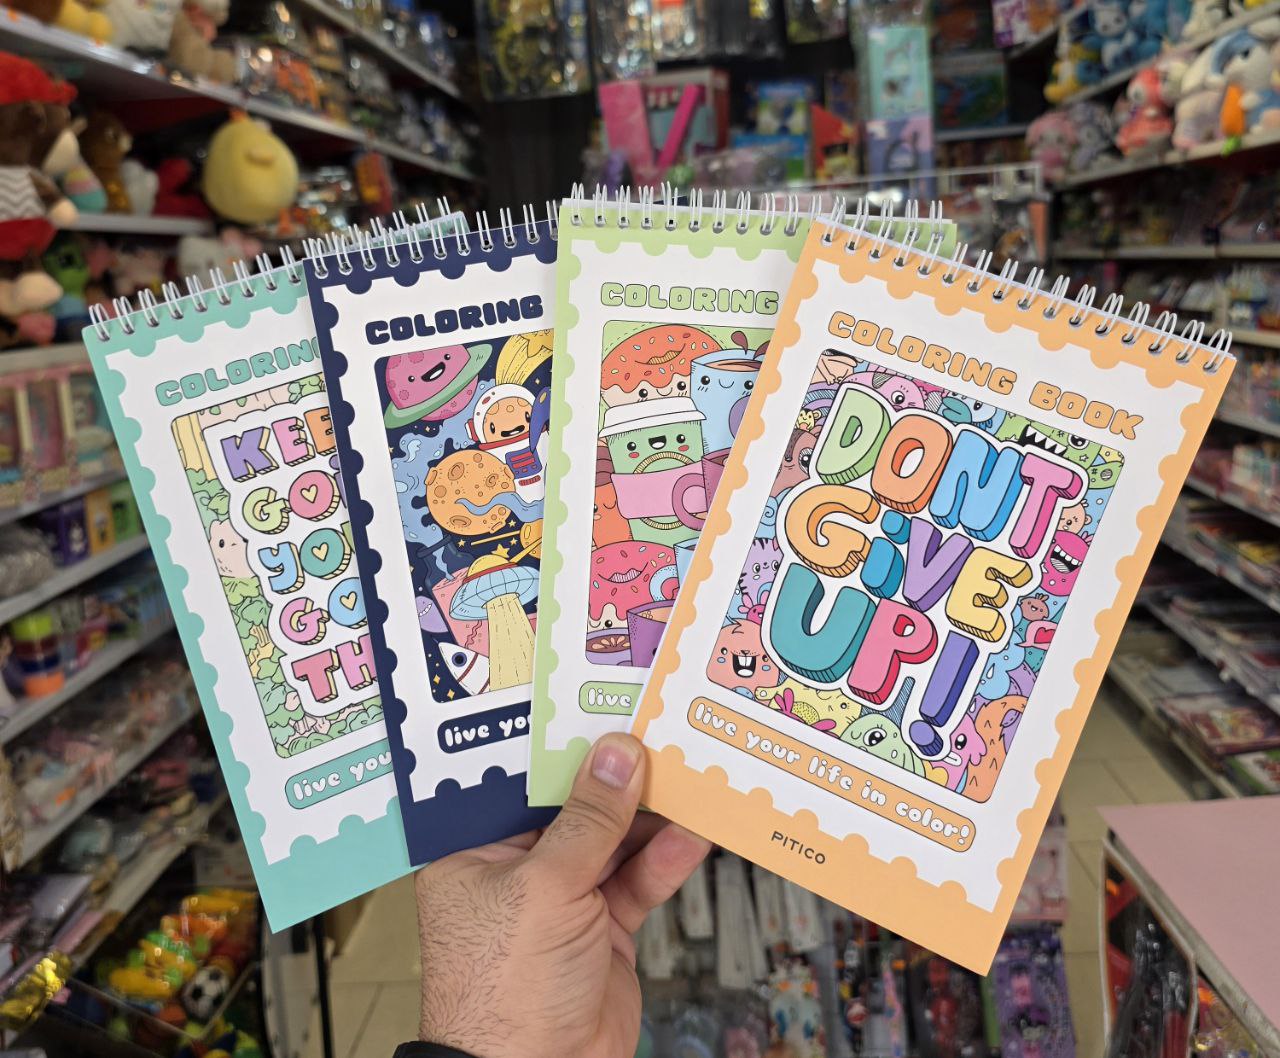 COLORING
KEE
GO
YO
GO
TH
live you
COLORING
live yo
COLORING
live
COLORING BOOK
DONT
GiVE
UP!
live your life in color!
PITICO